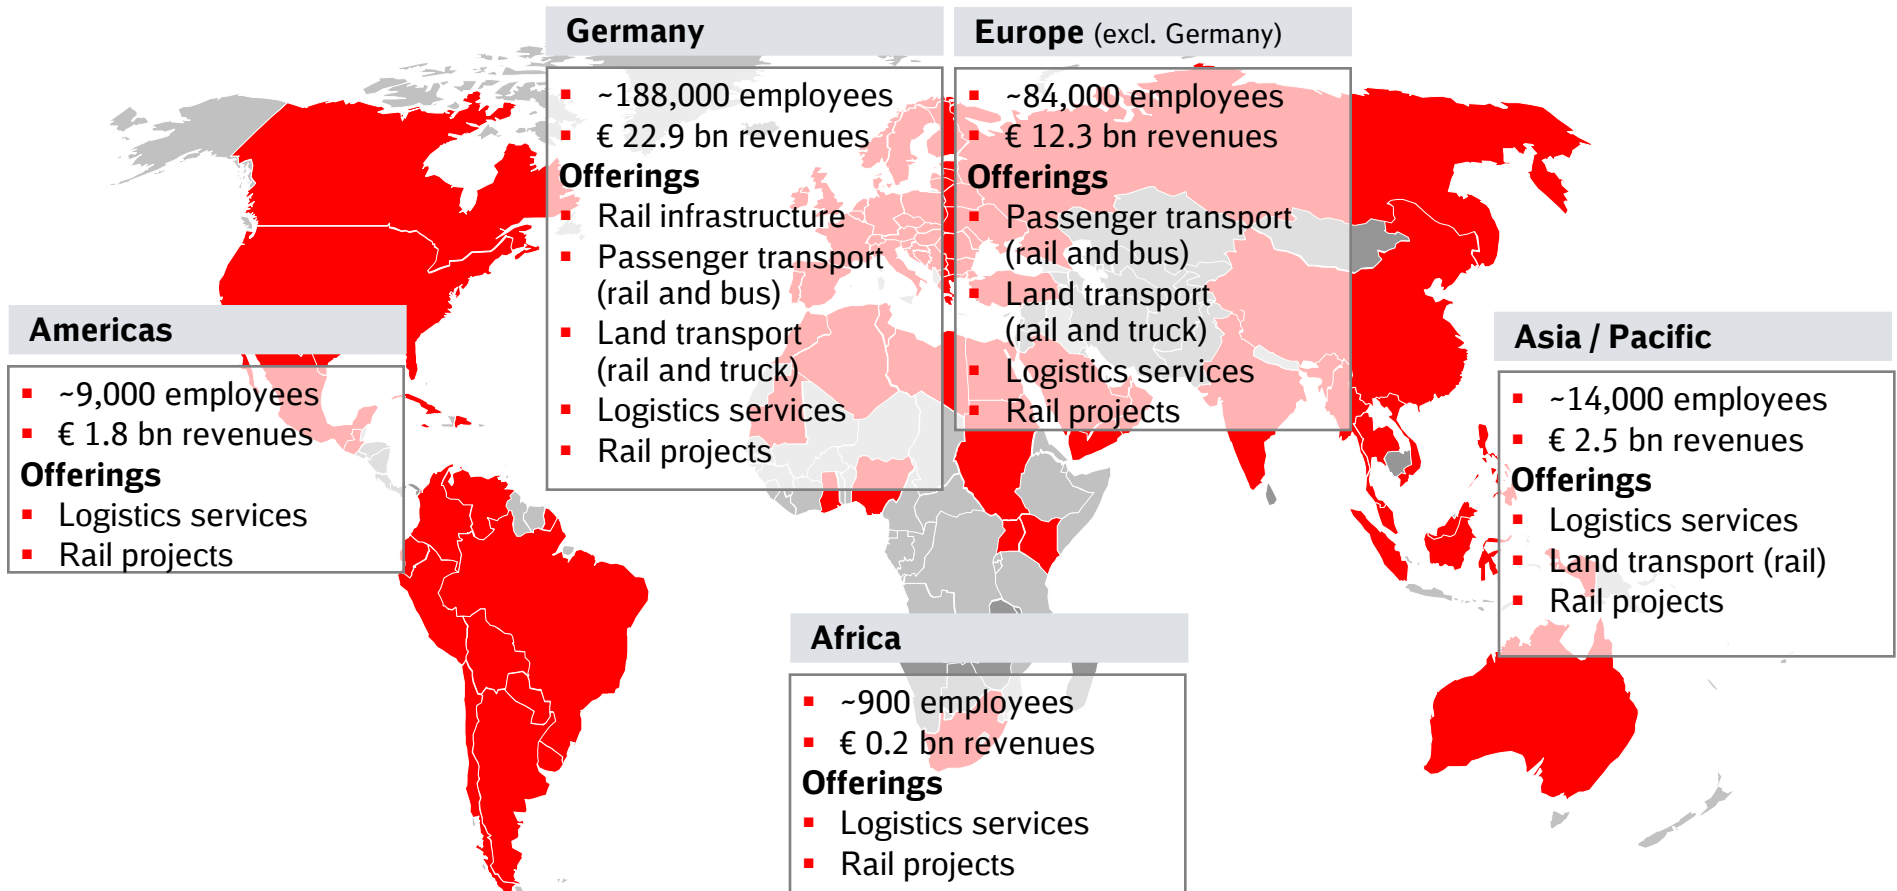 Germany
▪ ~188,000 employees
▪ € 22.9 bn revenues
Offerings
▪ Rail infrastructure
▪ Passenger transport
(rail and bus)
▪ Land transport
(rail and truck)
▪ Logistics services
▪ Rail projects
Europe (excl. Germany)
▪ ~84,000 employees
▪ € 12.3 bn revenues
Offerings
▪ Passenger transport
(rail and bus)
▪ Land transport
(rail and truck)
▪ Logistics services
▪ Rail projects
Americas
▪ ~9,000 employees
▪ € 1.8 bn revenues
Offerings
▪ Logistics services
▪ Rail projects
Asia / Pacific
▪ ~14,000 employees
▪ € 2.5 bn revenues
Offerings
▪ Logistics services
▪ Land transport (rail)
▪ Rail projects
Africa
▪ ~900 employees
▪ € 0.2 bn revenues
Offerings
▪ Logistics services
▪ Rail projects